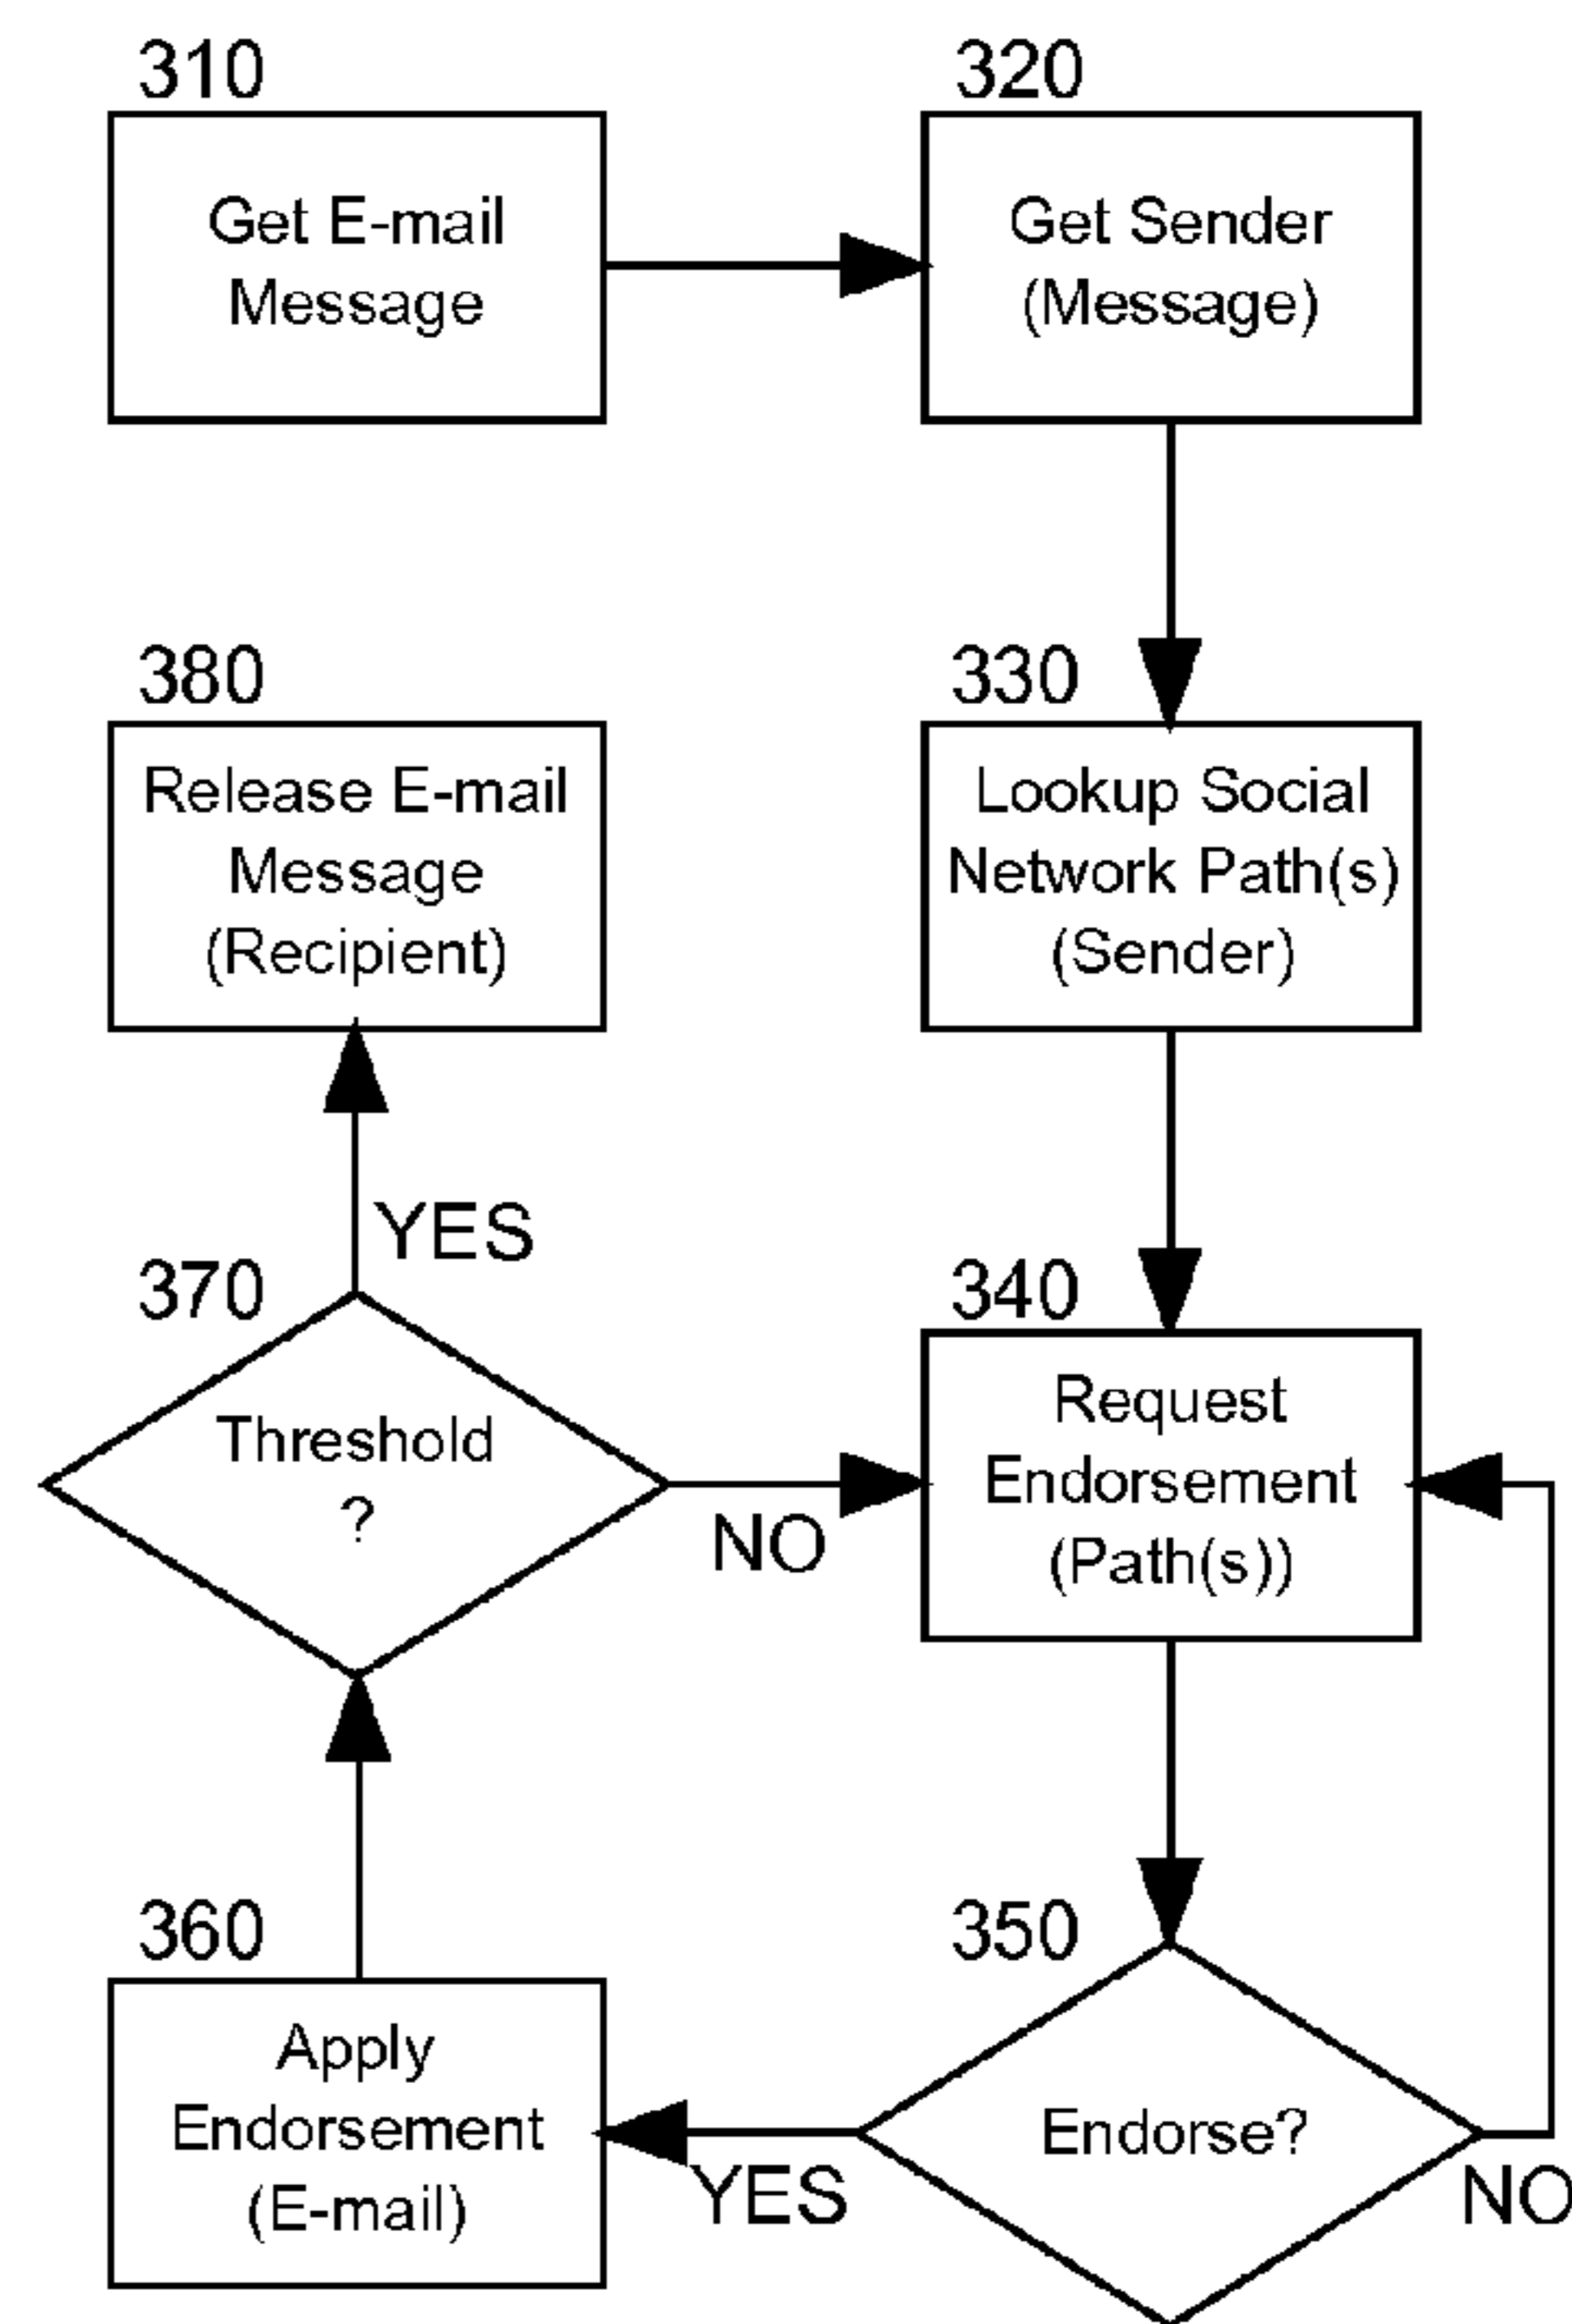 310
Get E-mail
Message
320
Get Sender
(Message)
330
Lookup Social
Network Path(s)
(Sender)
340
Request
Endorsement
(Path(s))
350
Endorse?
YES
NO
360
Apply
Endorsement
(E-mail)
370
Threshold
?
YES
NO
380
Release E-mail
Message
(Recipient)